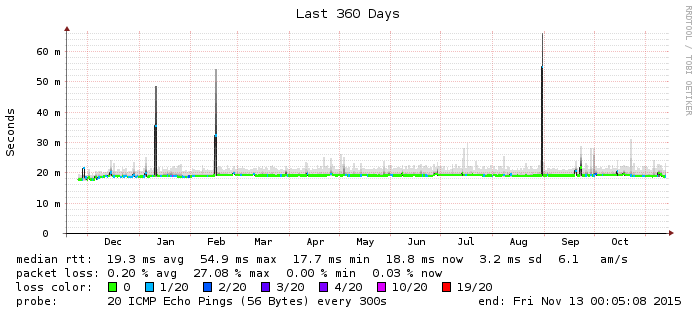 Last 360 Days
RRDTOOL / TOBI OETIKER
Seconds
60 m
50 m
40 m
30 m
20 m
10 m
0
Dec Jan Feb Mar Apr May Jun Jul Aug Sep Oct
median rtt: 19.3 ms avg 54.9 ms max 17.7 ms min 18.8 ms now 3.2 ms sd 6.1 am/s
packet loss: 0.20 % avg 27.08 % max 0.00 % min 0.03 % now
loss color: 0 1/20 2/20 3/20 4/20 10/20 19/20
probe: 20 ICMP Echo Pings (56 Bytes) every 300s end: Fri Nov 13 00:05:08 2015